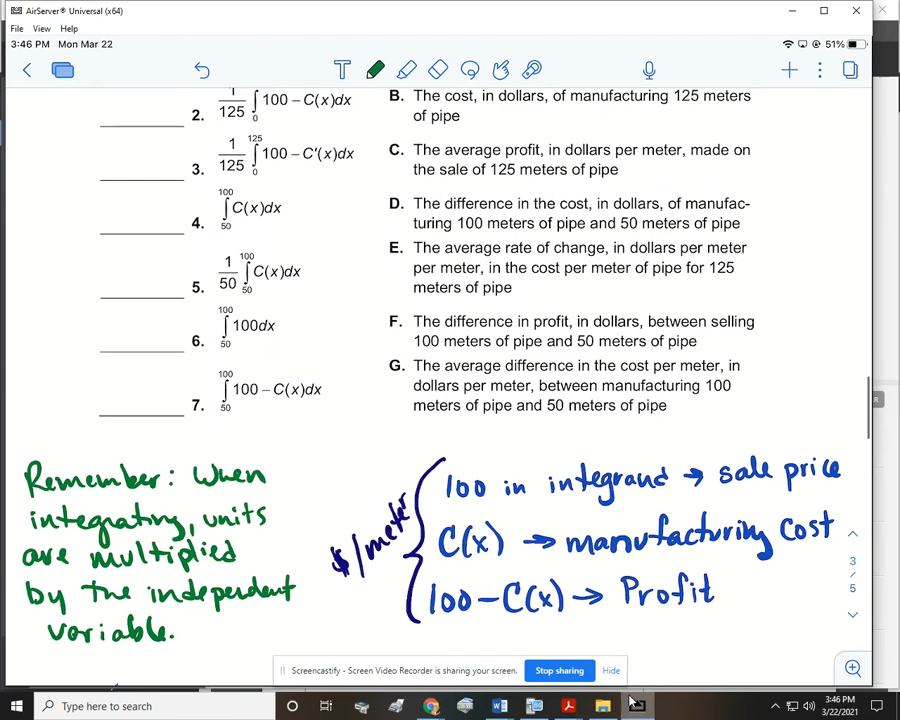 AirServer Universal (x64)
File View Help
3:46 PM Mon Mar 22
51%
2. 1/125 ∫ 0 100 – C(x)dx
B. The cost, in dollars, of manufacturing 125 meters
of pipe
3. 1/125 ∫ 0 125 100 – C'(x)dx
C. The average profit, in dollars per meter, made on
the sale of 125 meters of pipe
4. ∫ 50 100 C(x)dx
D. The difference in the cost, in dollars, of manufac-
turing 100 meters of pipe and 50 meters of pipe
5. 1/50 ∫ 50 100 C(x)dx
E. The average rate of change, in dollars per meter
per meter, in the cost per meter of pipe for 125
meters of pipe
6. ∫ 50 100 100dx
F. The difference in profit, in dollars, between selling
100 meters of pipe and 50 meters of pipe
7. ∫ 50 100 100 – C(x)dx
G. The average difference in the cost per meter, in
dollars per meter, between manufacturing 100
meters of pipe and 50 meters of pipe
Remember: When
integrating, units
are multiplied
by the independent
variable.
$/meter
100 in integrand → sale price
C(x) → manufacturing cost
100 – C(x) → Profit
3
/
5
Screencastify - Screen Video Recorder is sharing your screen. Stop sharing Hide
Type here to search
3:46 PM
3/22/2021